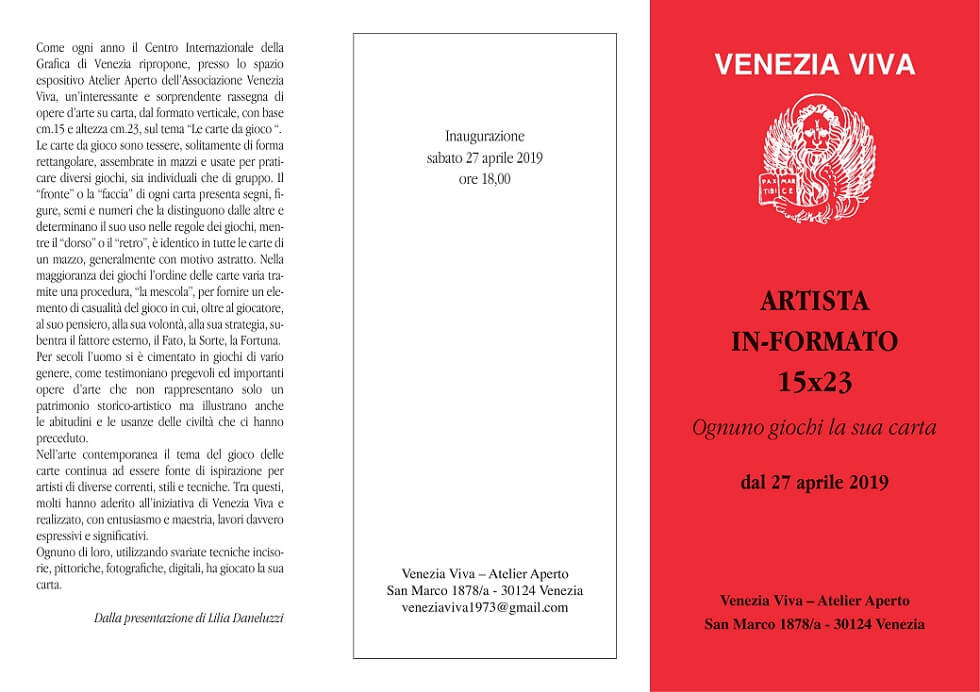 Come ogni anno il Centro Internazionale della
Grafica di Venezia ripropone, presso lo spazio
espositivo Atelier Aperto dell'Associazione Venezia
Viva, un'interessante e sorprendente rassegna di
opere d'arte su carta, dal formato verticale, con base
cm.15 e altezza cm.23, sul tema "Le carte da gioco ".
Le carte da gioco sono tessere, solitamente di forma
rettangolare, assembrate in mazzi e usate per prati-
care diversi giochi, sia individuali che di gruppo. Il
"fronte" o la "faccia" di ogni carta presenta segni, fi-
gure, semi e numeri che la distinguono dalle altre e
determinano il suo uso nelle regole dei giochi, men-
tre il "dorso" o il "retro", è identico in tutte le carte di
un mazzo, generalmente con motivo astratto. Nella
maggioranza dei giochi l'ordine delle carte varia tra-
mite una procedura, "la mescola", per fornire un ele-
mento di casualità del gioco in cui, oltre al giocatore,
al suo pensiero, alla sua volontà, alla sua strategia, su-
bentra il fattore esterno, il Fato, la Sorte, la Fortuna.
Per secoli l'uomo si è cimentato in giochi di vario
genere, come testimoniano pregevoli ed importanti
opere d'arte che non rappresentano solo un
patrimonio storico-artistico ma illustrano anche
le abitudini e le usanze delle civiltà che ci hanno
preceduto.
Nell'arte contemporanea il tema del gioco delle
carte continua ad essere fonte di ispirazione per
artisti di diverse correnti, stili e tecniche. Tra questi,
molti hanno aderito all'iniziativa di Venezia Viva e
realizzato, con entusiasmo e maestria, lavori davvero
espressivi e significativi.
Ognuno di loro, utilizzando svariate tecniche inciso-
rie, pittoriche, fotografiche, digitali, ha giocato la sua
carta.
Dalla presentazione di Lilia Daneluzzi
Inaugurazione
sabato 27 aprile 2019
ore 18,00
Venezia Viva – Atelier Aperto
San Marco 1878/a - 30124 Venezia
veneziaviva1973@gmail.com
VENEZIA VIVA
PAX MAR
TIBI CE
ARTISTA
IN-FORMATO
15x23
Ognuno giochi la sua carta
dal 27 aprile 2019
Venezia Viva – Atelier Aperto
San Marco 1878/a - 30124 Venezia